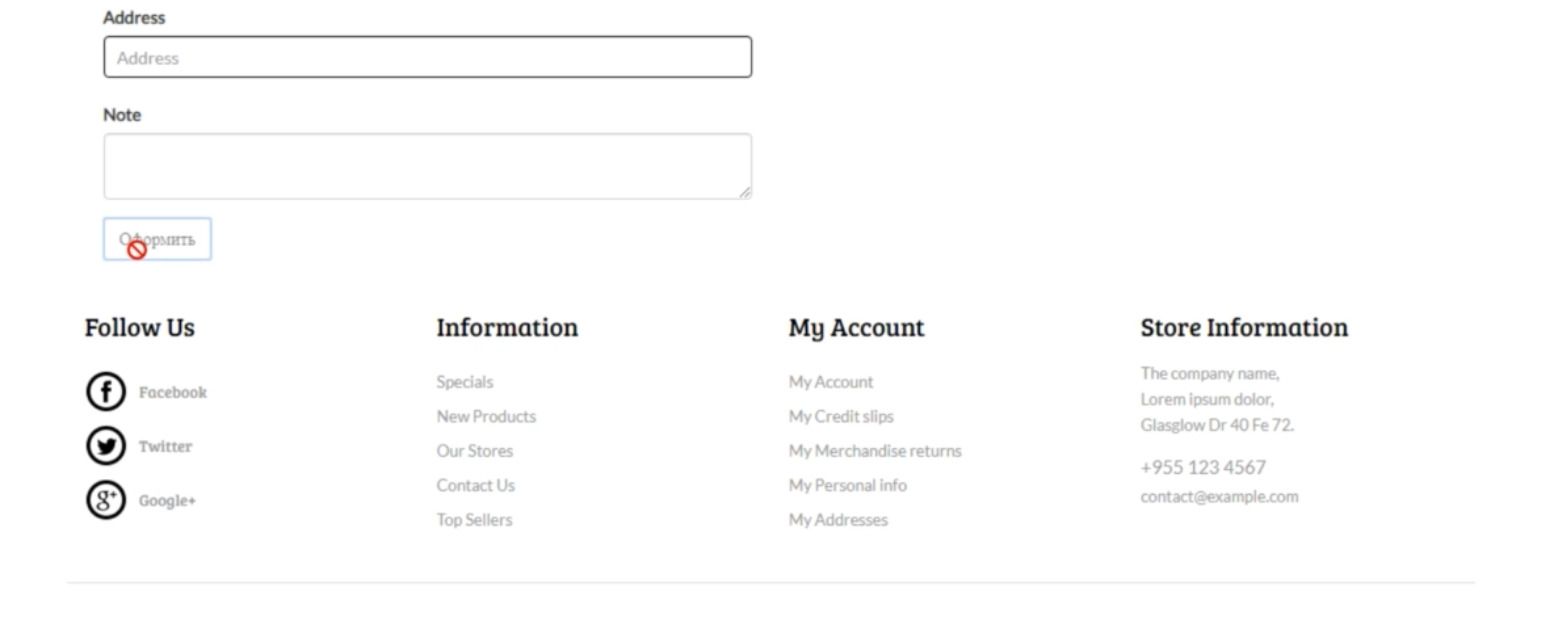 Address
Address
Note
Оформить
Follow Us
Facebook
Twitter
Google+
Information
Specials
New Products
Our Stores
Contact Us
Top Sellers
My Account
My Account
My Credit slips
My Merchandise returns
My Personal info
My Addresses
Store Information
The company name,
Lorem ipsum dolor,
Glasglow Dr 40 Fe 72.
+955 123 4567
contact@example.com